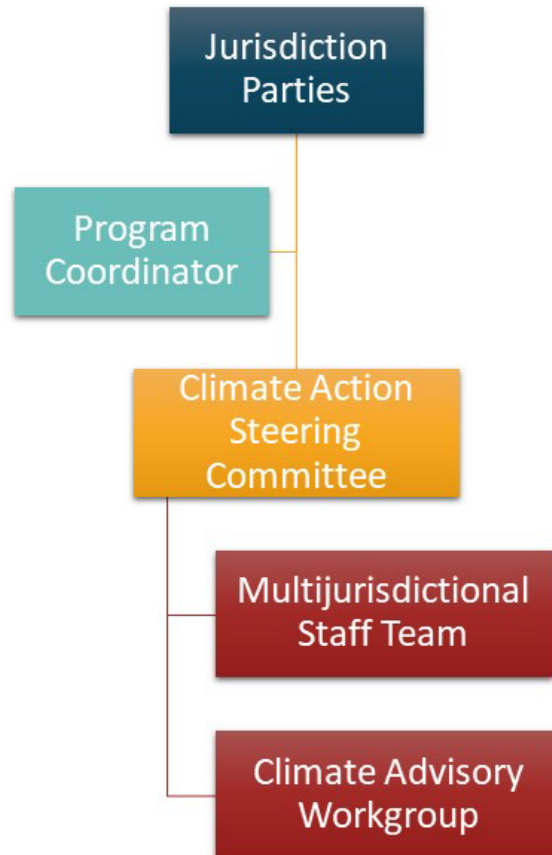 Jurisdiction
Parties
Program
Coordinator
Climate Action
Steering
Committee
Multijurisdictional
Staff Team
Climate Advisory
Workgroup